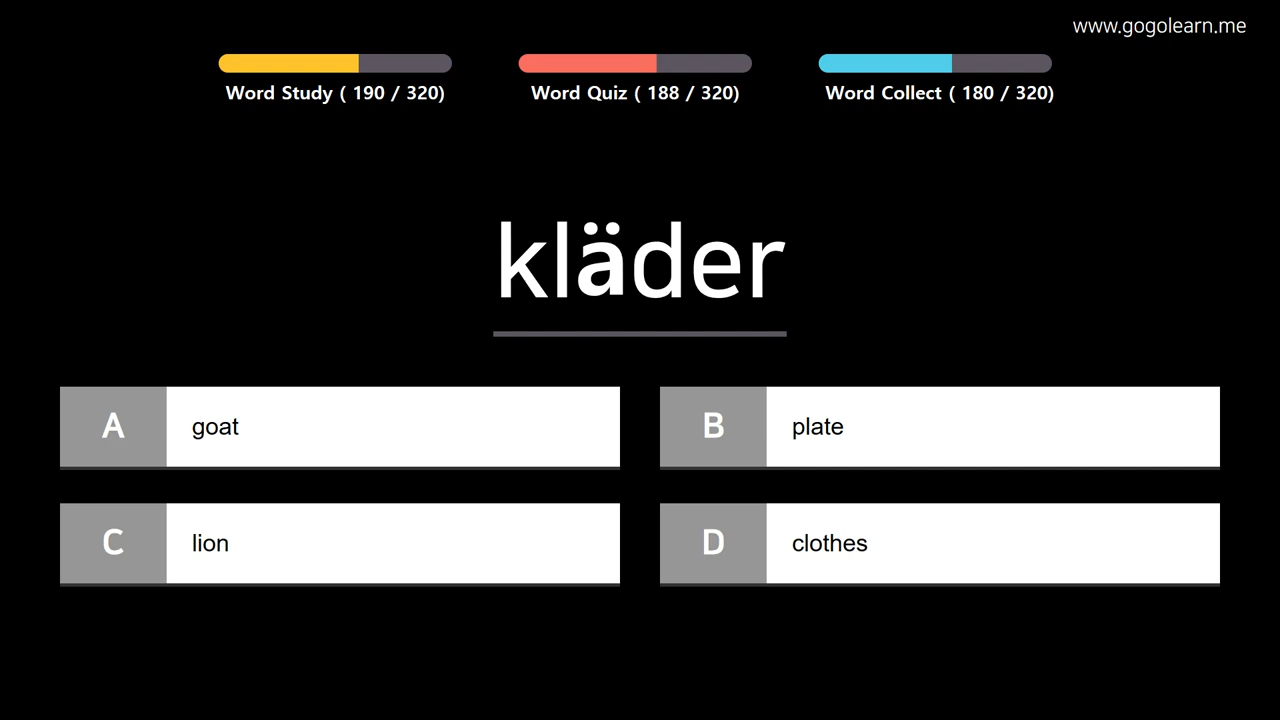 www.gogolearn.me
Word Study ( 190 / 320)
Word Quiz ( 188 / 320)
Word Collect ( 180 / 320)
kläder
A goat
B plate
C lion
D clothes